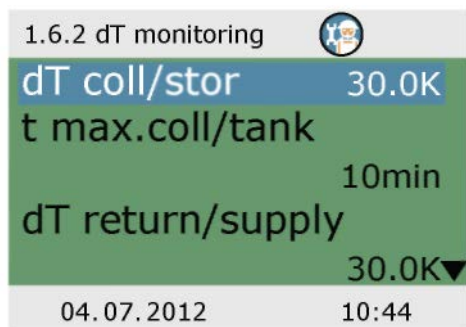 1.6.2 dT monitoring
dT coll/stor 30.0K
t max.coll/tank
10min
dT return/supply
30.0K
04.07.2012 10:44